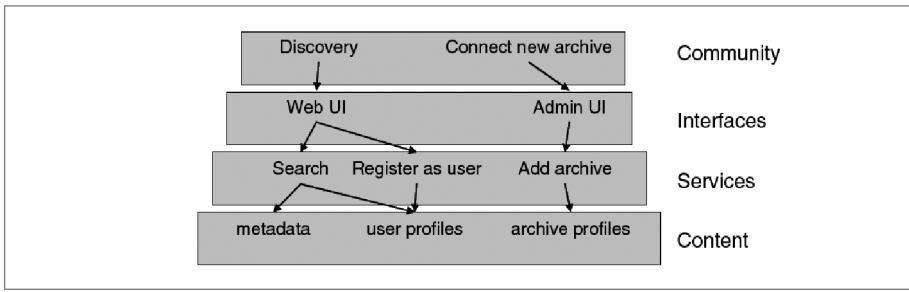 Discovery Connect new archive Community
Web UI Admin UI Interfaces
Search Register as user Add archive Services
metadata user profiles archive profiles Content